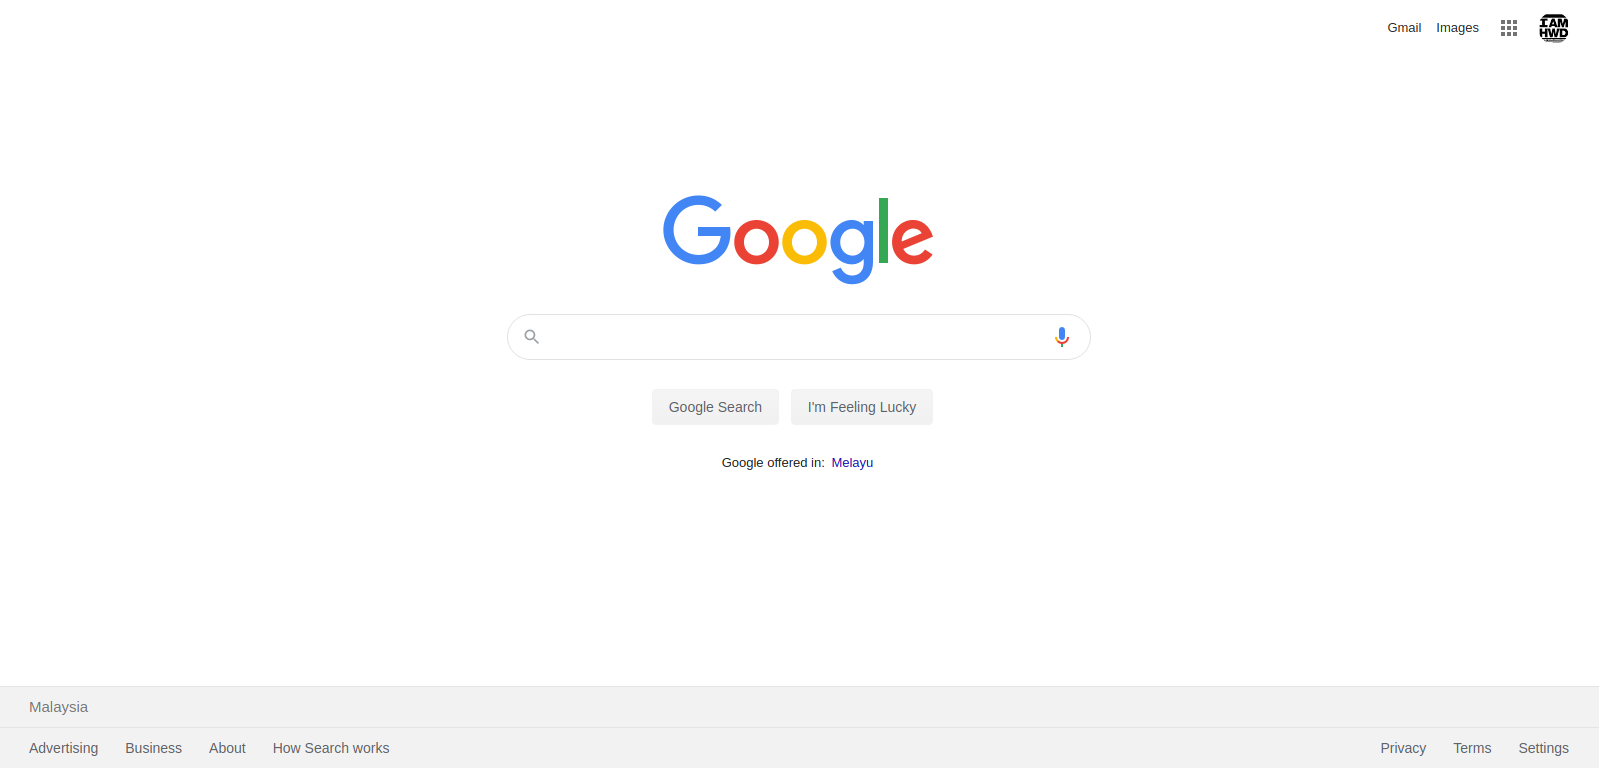 Gmail Images
I AM
HWD
Google
Google Search I'm Feeling Lucky
Google offered in: Melayu
Malaysia
Advertising Business About How Search works Privacy Terms Settings